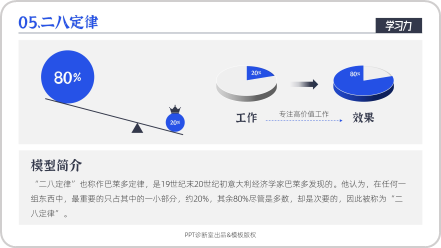 05.二八定律
学习力
80%
20%
20%
80%
工作
专注高价值工作
效果
模型简介
“二八定律”也称作巴莱多定律，是19世纪末20世纪初意大利经济学家巴莱多发现的。他认为，在任何一
组东西中，最重要的只占其中的一小部分，约20%，其余80%尽管是多数，却是次要的，因此被称为“二
八定律”。
PPT诊断室出品&模板版权